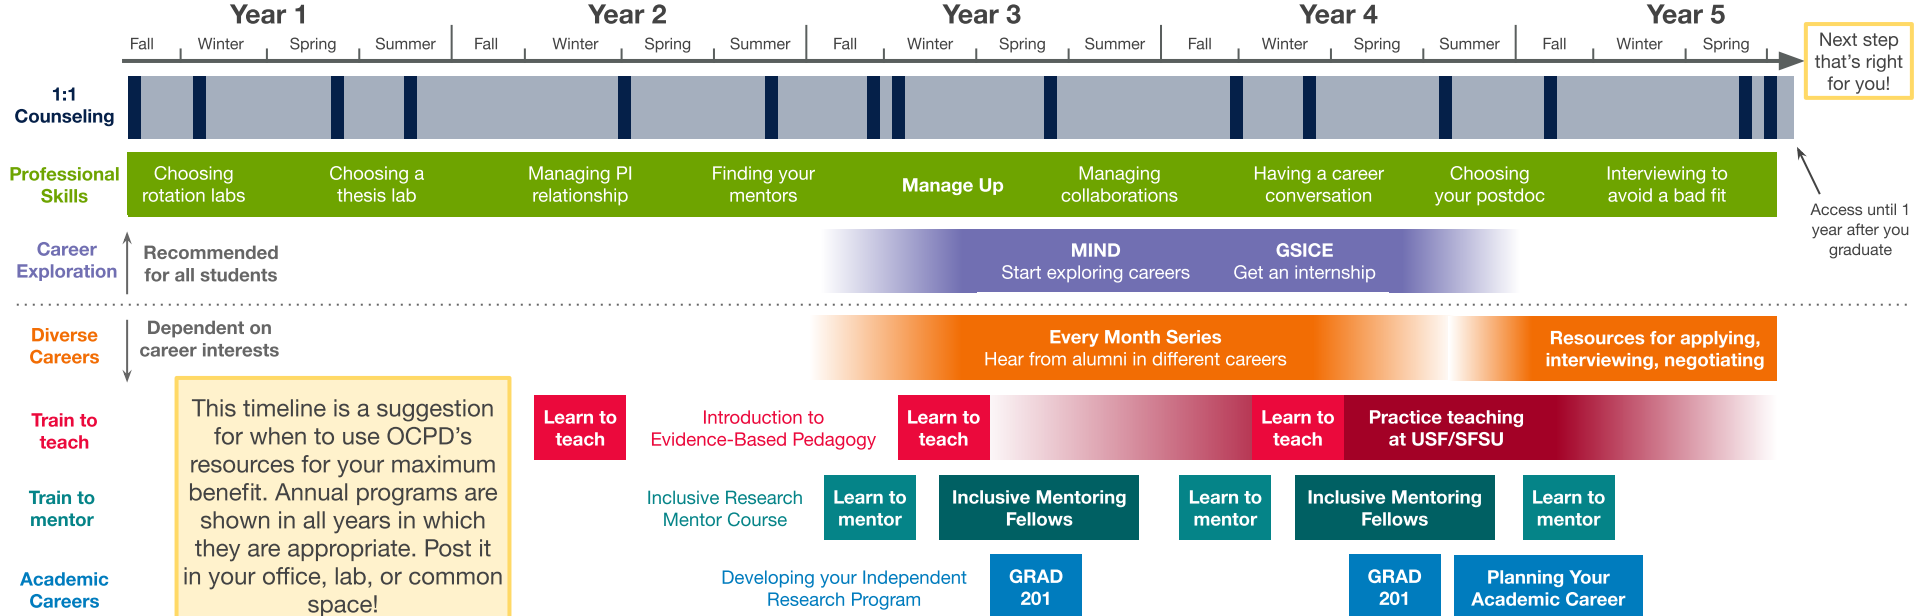 Year 1
Year 2
Year 3
Year 4
Year 5
Fall Winter Spring Summer Fall Winter Spring Summer Fall Winter Spring Summer Fall Winter Spring Summer Fall Winter Spring
Next step
that's right
for you!
1:1
Counseling
Professional
Skills
Choosing
rotation labs
Choosing a
thesis lab
Managing PI
relationship
Finding your
mentors
Manage Up
Managing
collaborations
Having a career
conversation
Choosing
your postdoc
Interviewing to
avoid a bad fit
Access until 1
year after you
graduate
Career
Exploration
Recommended
for all students
MIND
Start exploring careers
GSICE
Get an internship
Diverse
Careers
Dependent on
career interests
Every Month Series
Hear from alumni in different careers
Resources for applying,
interviewing, negotiating
This timeline is a suggestion
for when to use OCPD's
resources for your maximum
benefit. Annual programs are
shown in all years in which
they are appropriate. Post it
in your office, lab, or common
space!
Train to
teach
Learn to
teach
Introduction to
Evidence-Based Pedagogy
Learn to
teach
Learn to
teach
Practice teaching
at USF/SFSU
Train to
mentor
Inclusive Research
Mentor Course
Learn to
mentor
Inclusive Mentoring
Fellows
Learn to
mentor
Inclusive Mentoring
Fellows
Learn to
mentor
Academic
Careers
Developing your Independent
Research Program
GRAD
201
GRAD
201
Planning Your
Academic Career